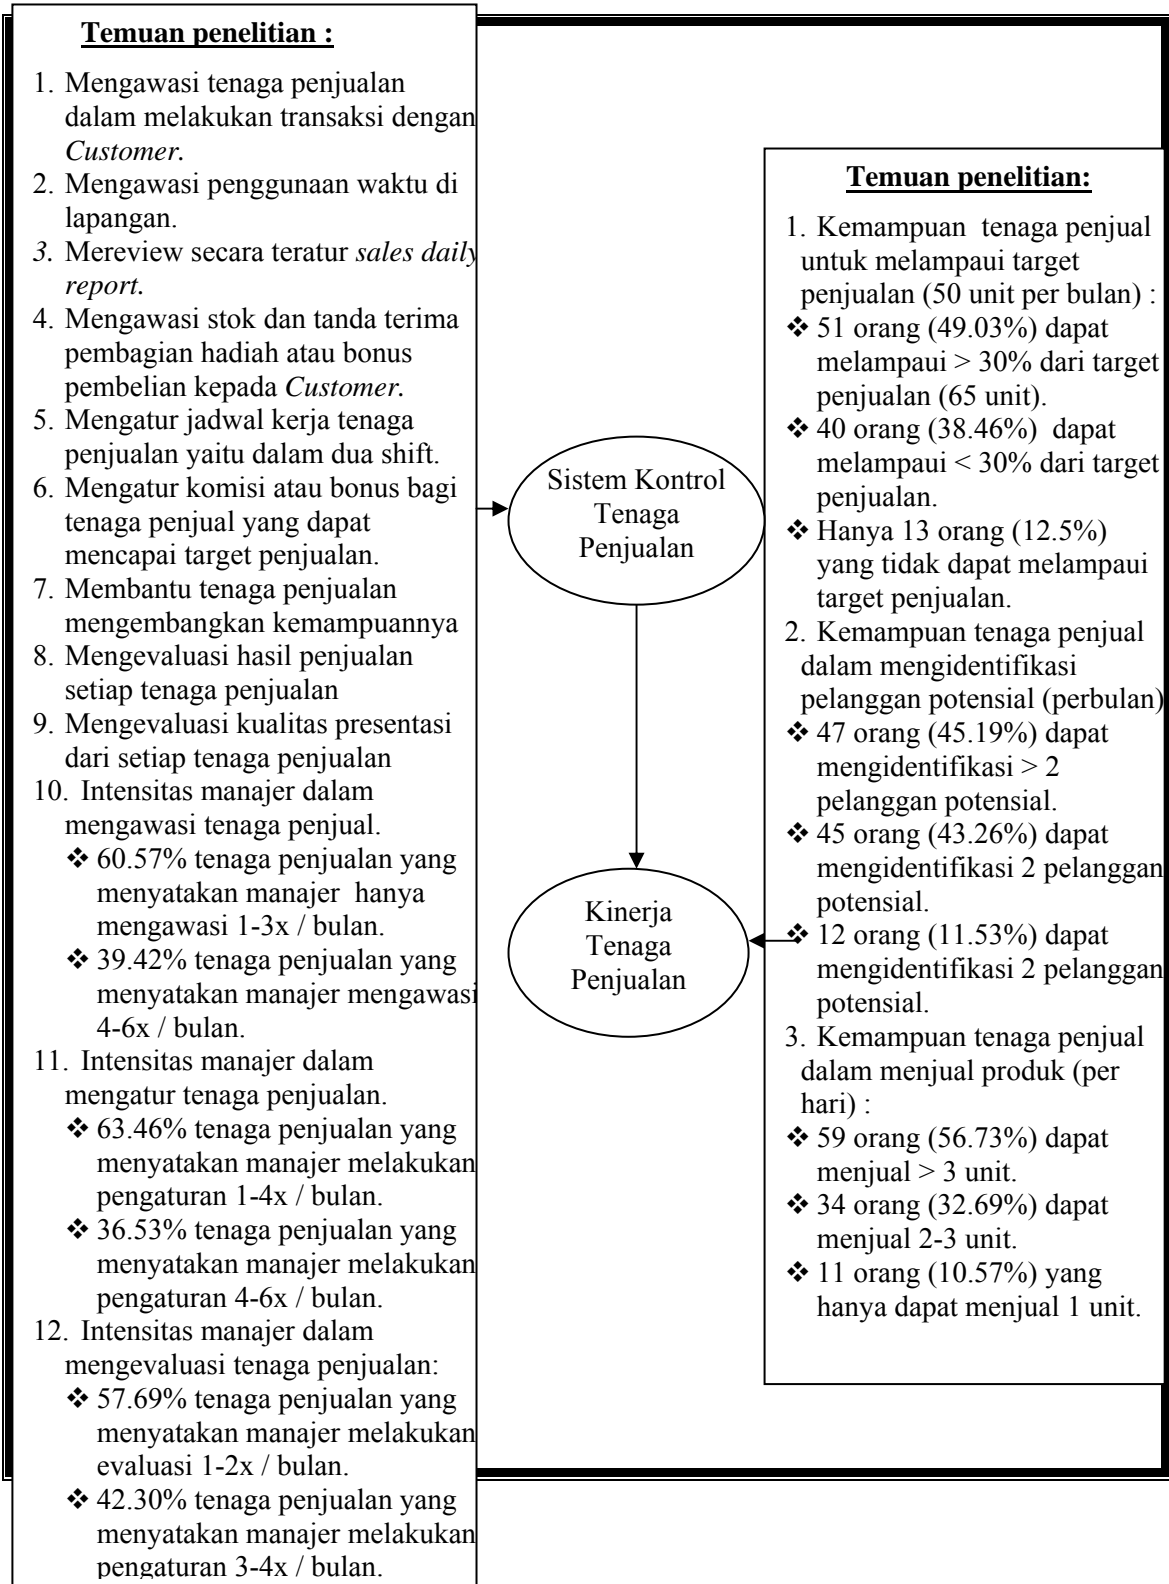 Temuan penelitian :
1. Mengawasi tenaga penjualan
dalam melakukan transaksi dengan
Customer.
2. Mengawasi penggunaan waktu di
lapangan.
3. Mereview secara teratur sales daily
report.
4. Mengawasi stok dan tanda terima
pembagian hadiah atau bonus
pembelian kepada Customer.
5. Mengatur jadwal kerja tenaga
penjualan yaitu dalam dua shift.
6. Mengatur komisi atau bonus bagi
tenaga penjual yang dapat
mencapai target penjualan.
7. Membantu tenaga penjualan
mengembangkan kemampuannya
8. Mengevaluasi hasil penjualan
setiap tenaga penjualan
9. Mengevaluasi kualitas presentasi
dari setiap tenaga penjualan
10. Intensitas manajer dalam
mengawasi tenaga penjual.
❖ 60.57% tenaga penjualan yang
menyatakan manajer hanya
mengawasi 1-3x / bulan.
❖ 39.42% tenaga penjualan yang
menyatakan manajer mengawasi
4-6x / bulan.
11. Intensitas manajer dalam
mengatur tenaga penjualan.
❖ 63.46% tenaga penjualan yang
menyatakan manajer melakukan
pengaturan 1-4x / bulan.
❖ 36.53% tenaga penjualan yang
menyatakan manajer melakukan
pengaturan 4-6x / bulan.
12. Intensitas manajer dalam
mengevaluasi tenaga penjualan:
❖ 57.69% tenaga penjualan yang
menyatakan manajer melakukan
evaluasi 1-2x / bulan.
❖ 42.30% tenaga penjualan yang
menyatakan manajer melakukan
pengaturan 3-4x / bulan.
Sistem Kontrol
Tenaga
Penjualan
Kinerja
Tenaga
Penjualan
Temuan penelitian:
1. Kemampuan tenaga penjual
untuk melampaui target
penjualan (50 unit per bulan) :
❖ 51 orang (49.03%) dapat
melampaui > 30% dari target
penjualan (65 unit).
❖ 40 orang (38.46%) dapat
melampaui < 30% dari target
penjualan.
❖ Hanya 13 orang (12.5%)
yang tidak dapat melampaui
target penjualan.
2. Kemampuan tenaga penjual
dalam mengidentifikasi
pelanggan potensial (perbulan)
❖ 47 orang (45.19%) dapat
mengidentifikasi > 2
pelanggan potensial.
❖ 45 orang (43.26%) dapat
mengidentifikasi 2 pelanggan
potensial.
❖ 12 orang (11.53%) dapat
mengidentifikasi 2 pelanggan
potensial.
3. Kemampuan tenaga penjual
dalam menjual produk (per
hari) :
❖ 59 orang (56.73%) dapat
menjual > 3 unit.
❖ 34 orang (32.69%) dapat
menjual 2-3 unit.
❖ 11 orang (10.57%) yang
hanya dapat menjual 1 unit.